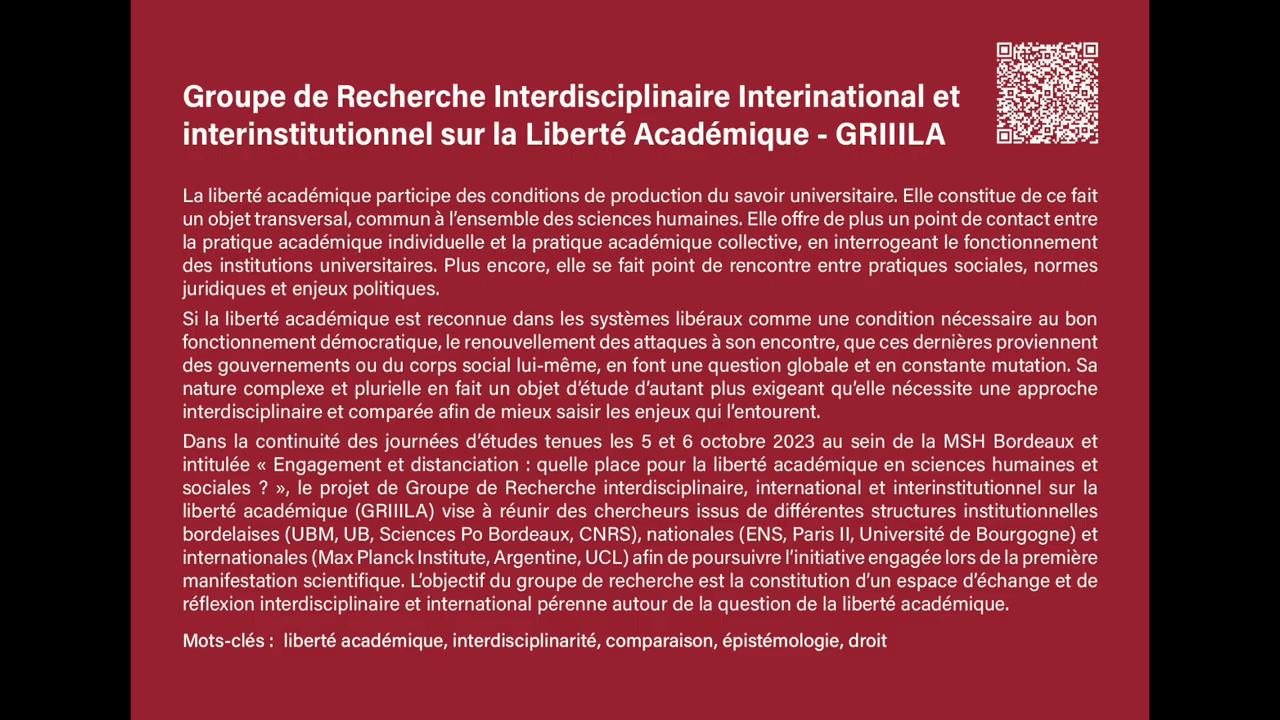 Groupe de Recherche Interdisciplinaire Interinational et
interinstitutionnel sur la Liberté Académique - GRIIILA
La liberté académique participe des conditions de production du savoir universitaire. Elle constitue de ce fait
un objet transversal, commun à l’ensemble des sciences humaines. Elle offre de plus un point de contact entre
la pratique académique individuelle et la pratique académique collective, en interrogeant le fonctionnement
des institutions universitaires. Plus encore, elle se fait point de rencontre entre pratiques sociales, normes
juridiques et enjeux politiques.
Si la liberté académique est reconnue dans les systèmes libéraux comme une condition nécessaire au bon
fonctionnement démocratique, le renouvellement des attaques à son encontre, que ces dernières proviennent
des gouvernements ou du corps social lui-même, en font une question globale et en constante mutation. Sa
nature complexe et plurielle en fait un objet d’étude d’autant plus exigeant qu’elle nécessite une approche
interdisciplinaire et comparée afin de mieux saisir les enjeux qui l’entourent.
Dans la continuité des journées d’études tenues les 5 et 6 octobre 2023 au sein de la MSH Bordeaux et
intitulée « Engagement et distanciation : quelle place pour la liberté académique en sciences humaines et
sociales ? », le projet de Groupe de Recherche interdisciplinaire, international et interinstitutionnel sur la
liberté académique (GRIIILA) vise à réunir des chercheurs issus de différentes structures institutionnelles
bordelaises (UBM, UB, Sciences Po Bordeaux, CNRS), nationales (ENS, Paris II, Université de Bourgogne) et
internationales (Max Planck Institute, Argentine, UCL) afin de poursuivre l’initiative engagée lors de la première
manifestation scientifique. L’objectif du groupe de recherche est la constitution d’un espace d’échange et de
réflexion interdisciplinaire et international pérenne autour de la question de la liberté académique.
Mots-clés : liberté académique, interdisciplinarité, comparaison, épistémologie, droit